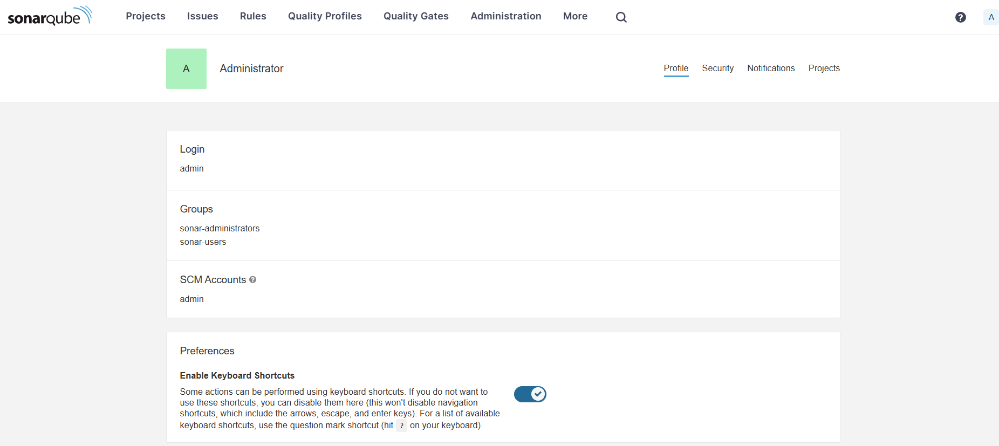 sonarqube Projects Issues Rules Quality Profiles Quality Gates Administration More ? A
A Administrator Profile Security Notifications Projects
Login
admin
Groups
sonar-administrators
sonar-users
SCM Accounts ?
admin
Preferences
Enable Keyboard Shortcuts
Some actions can be performed using keyboard shortcuts. If you do not want to
use these shortcuts, you can disable them here (this won't disable navigation
shortcuts, which include the arrows, escape, and enter keys). For a list of available
keyboard shortcuts, use the question mark shortcut (hit ? on your keyboard).